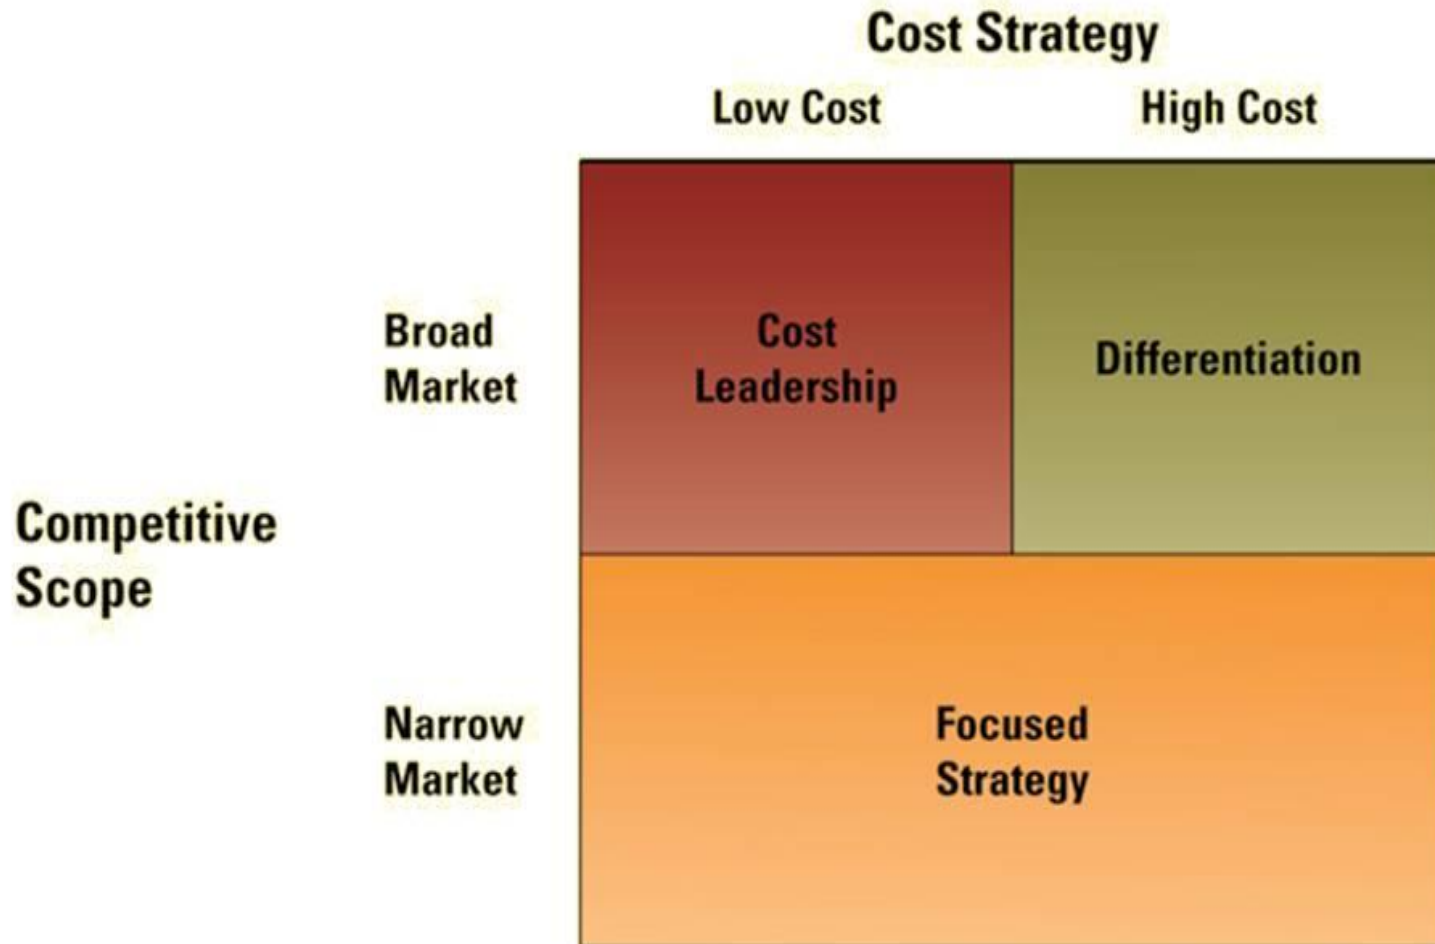 Cost Strategy
Low Cost
High Cost
Broad
Market
Cost
Leadership
Differentiation
Competitive
Scope
Narrow
Market
Focused
Strategy